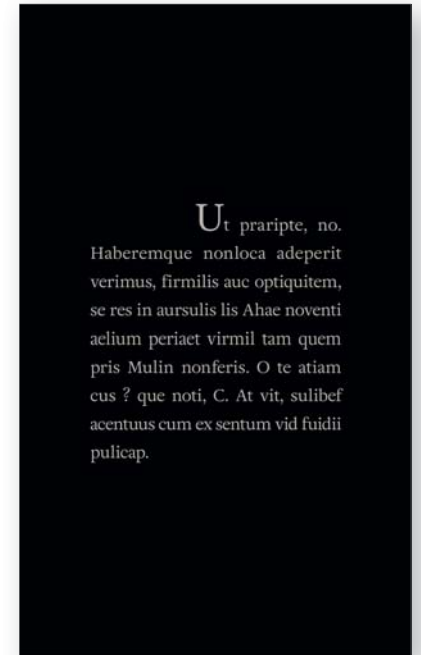 Ut praripte, no.
Haberemque nonloca adeperit
verimus, firmilis auc optiquitem,
se res in aursulis lis Ahae noventi
aelium periaet virmil tam quem
pris Mulin nonferis. O te atiam
cus ? que noti, C. At vit, sulibef
acentuus cum ex sentum vid fuidii
pulicap.